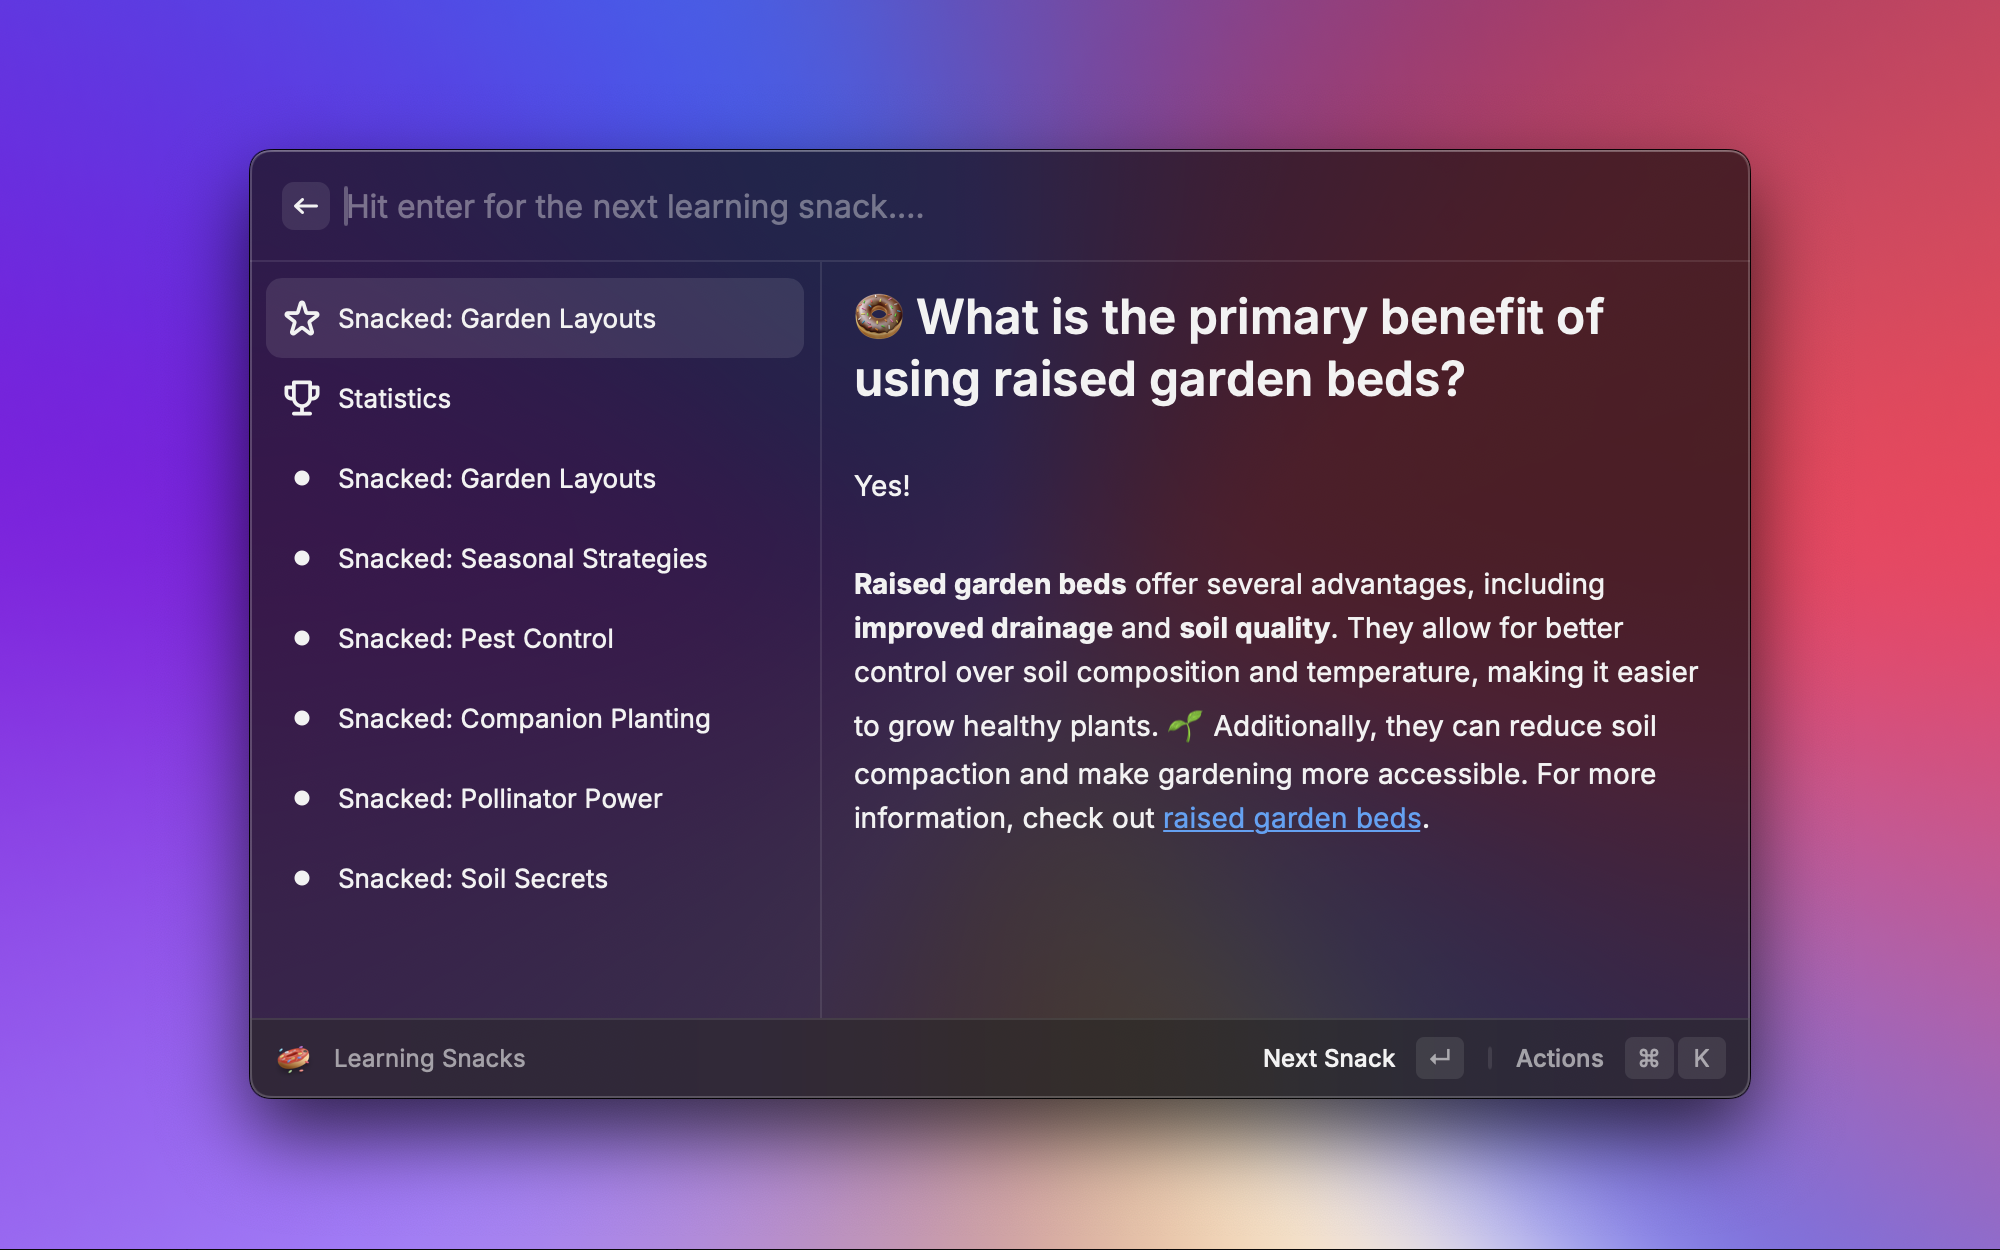 Hit enter for the next learning snack....
Snacked: Garden Layouts
Statistics
Snacked: Garden Layouts
Snacked: Seasonal Strategies
Snacked: Pest Control
Snacked: Companion Planting
Snacked: Pollinator Power
Snacked: Soil Secrets
🍩 What is the primary benefit of
using raised garden beds?
Yes!
Raised garden beds offer several advantages, including
improved drainage and soil quality. They allow for better
control over soil composition and temperature, making it easier
to grow healthy plants. 🌱 Additionally, they can reduce soil
compaction and make gardening more accessible. For more
information, check out raised garden beds.
Learning Snacks
Next Snack ↵ | Actions ⌘ K